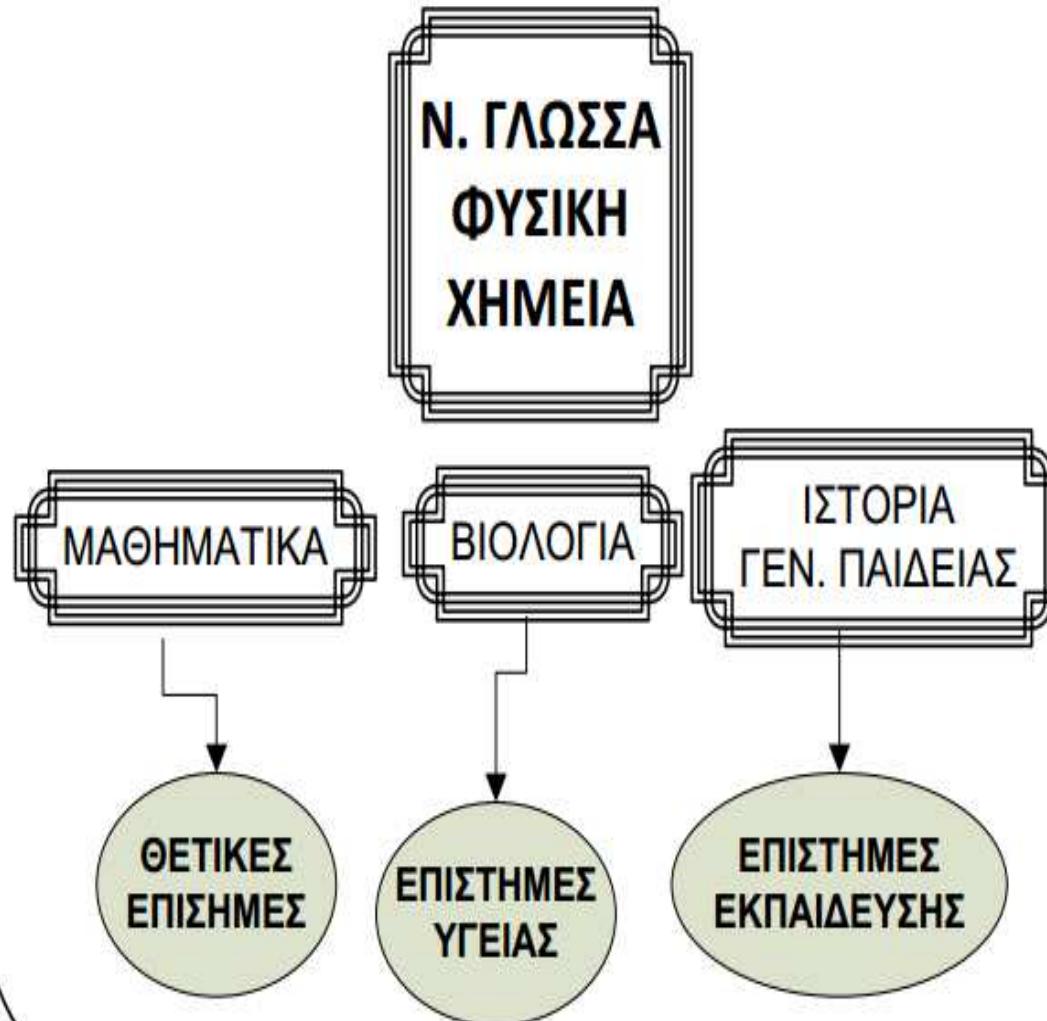 Ν. ΓΛΩΣΣΑ
ΦΥΣΙΚΗ
ΧΗΜΕΙΑ
ΜΑΘΗΜΑΤΙΚΑ
ΒΙΟΛΟΓΙΑ
ΙΣΤΟΡΙΑ
ΓΕΝ. ΠΑΙΔΕΙΑΣ
ΘΕΤΙΚΕΣ
ΕΠΙΣΗΜΕΣ
ΕΠΙΣΤΗΜΕΣ
ΥΓΕΙΑΣ
ΕΠΙΣΤΗΜΕΣ
ΕΚΠΑΙΔΕΥΣΗΣ